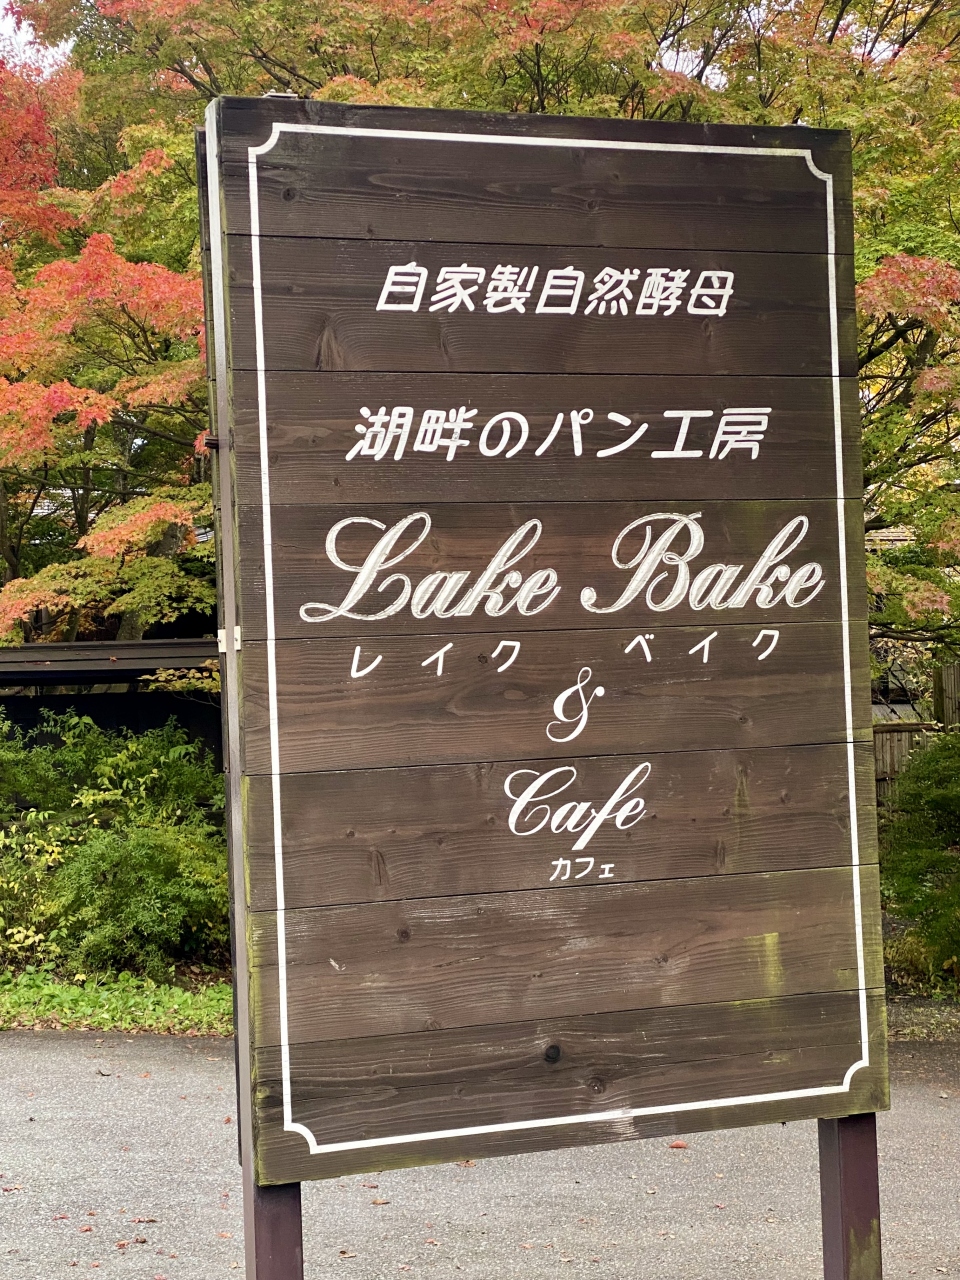 自家製自然酵母
湖畔のパン工房
Lake Bake
レイク ベイク
&
Cafe
カフェ